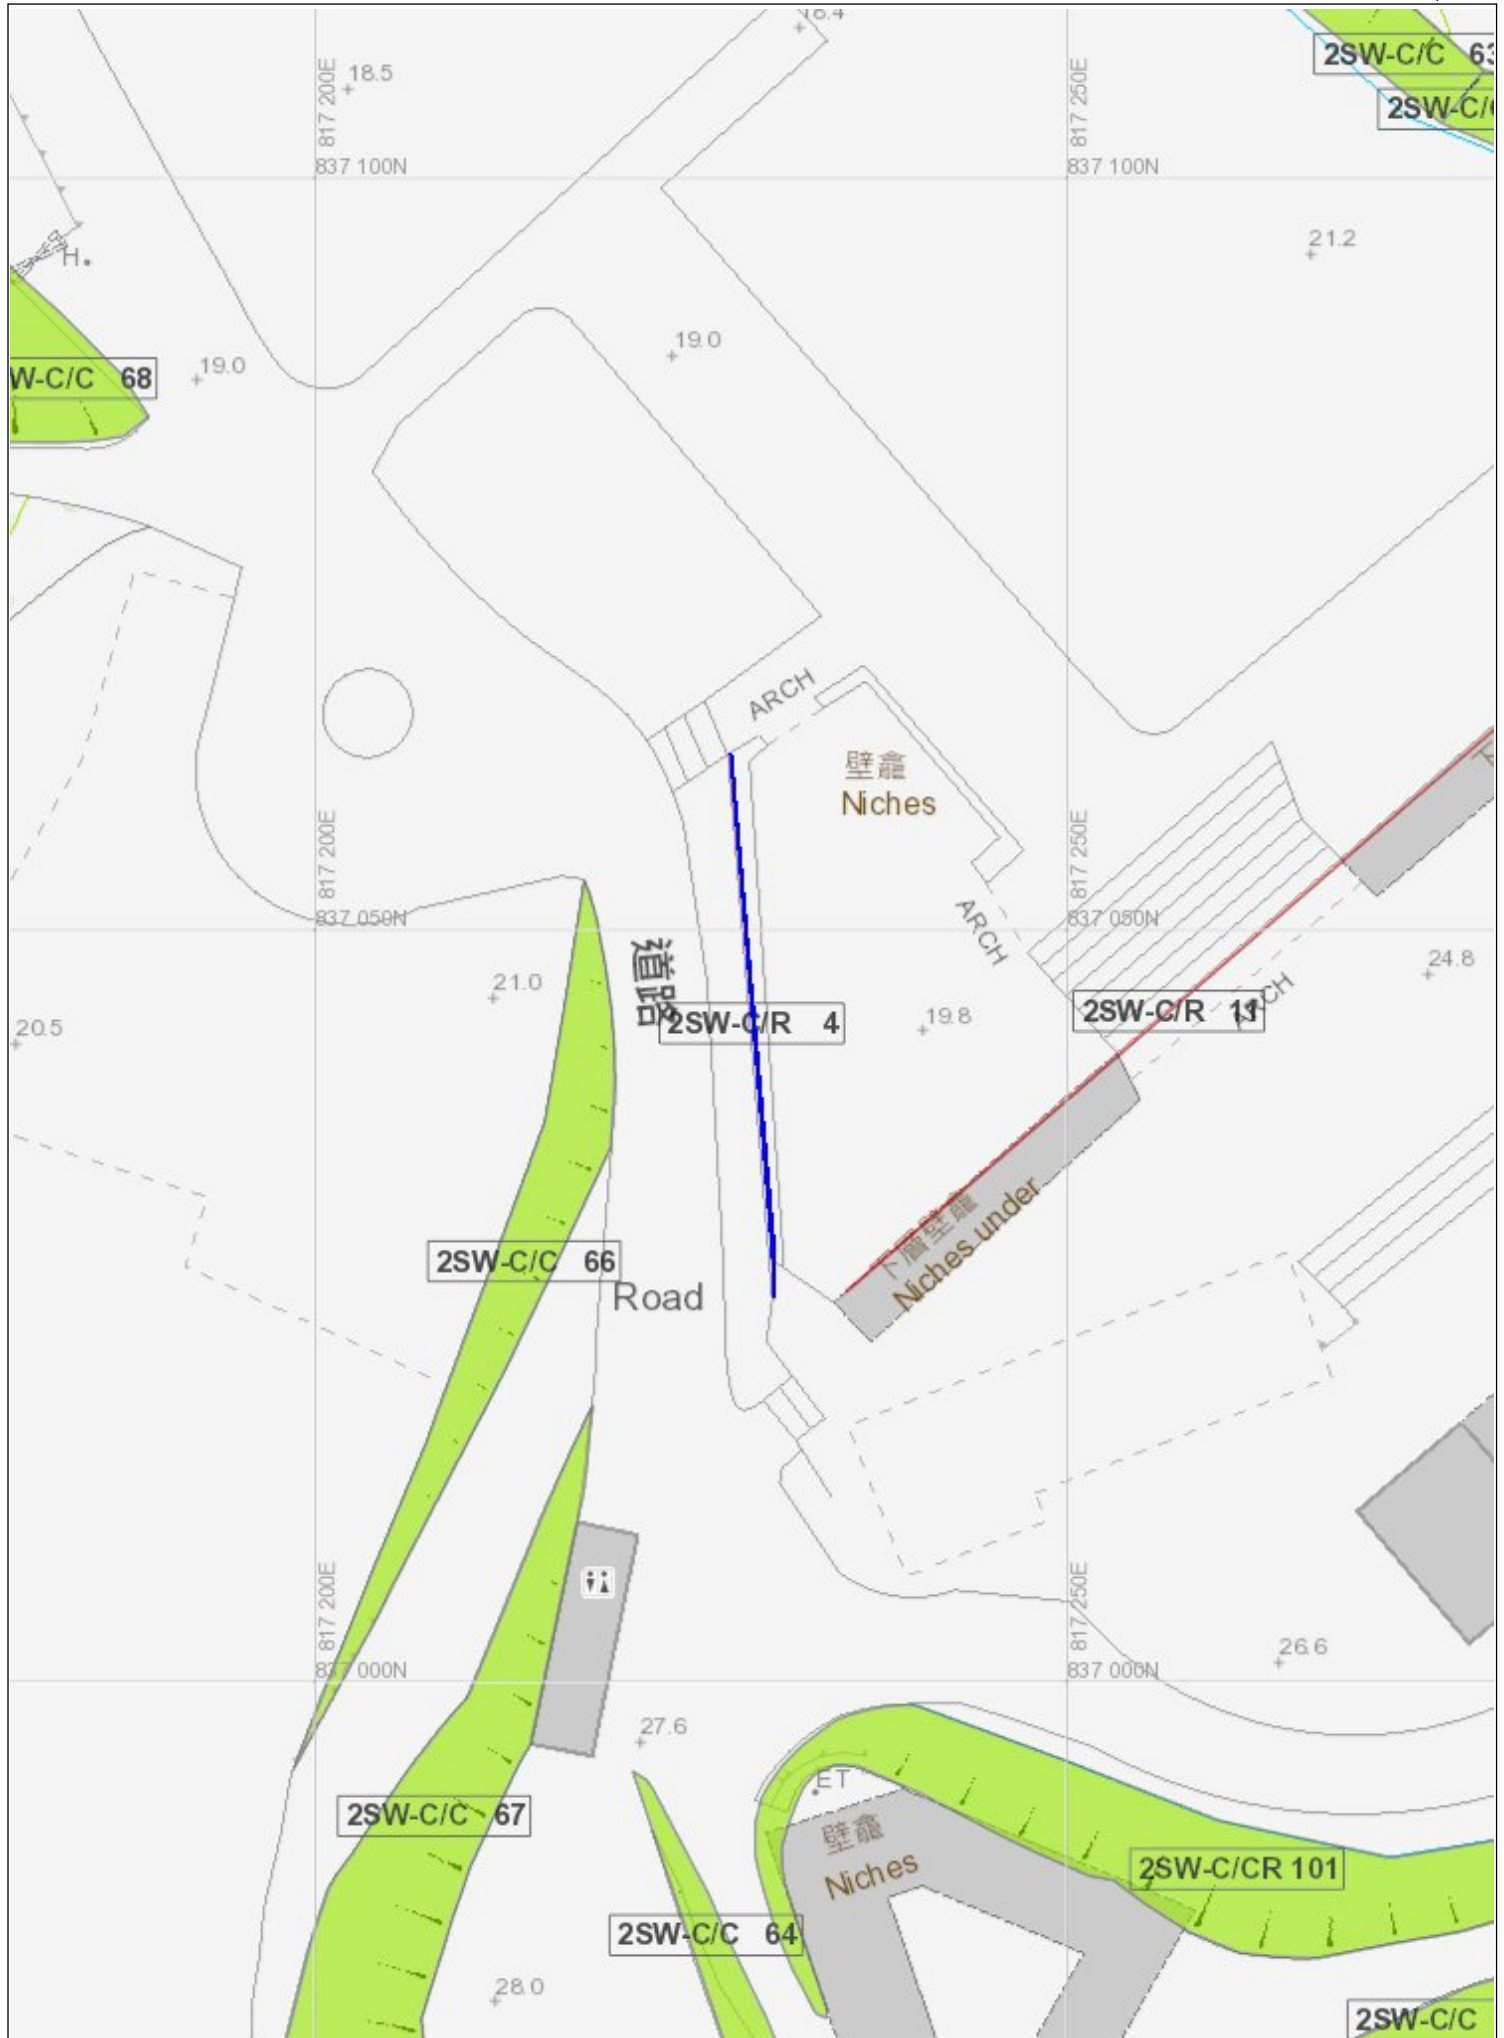 18.4
2SW-C/C 63
18.5
817 200E
817 250E
2SW-C/
837 100N
837 100N
21.2
H.
19.0
19.0
W-C/C 68
ARCH
壁龕
Niches
817 200E
817 250E
837 050N
837 050N
ARCH
道路
24.8
21.0
2SW-C/R 4
19.8
2SW-C/R 11
ARCH
20.5
下層壁龕
Niches under
2SW-C/C 66
Road
817 200E
817 250E
26.6
837 000N
837 000N
27.6
ET
2SW-C/C 67
壁龕
Niches
2SW-C/CR 101
2SW-C/C 64
28.0
2SW-C/C